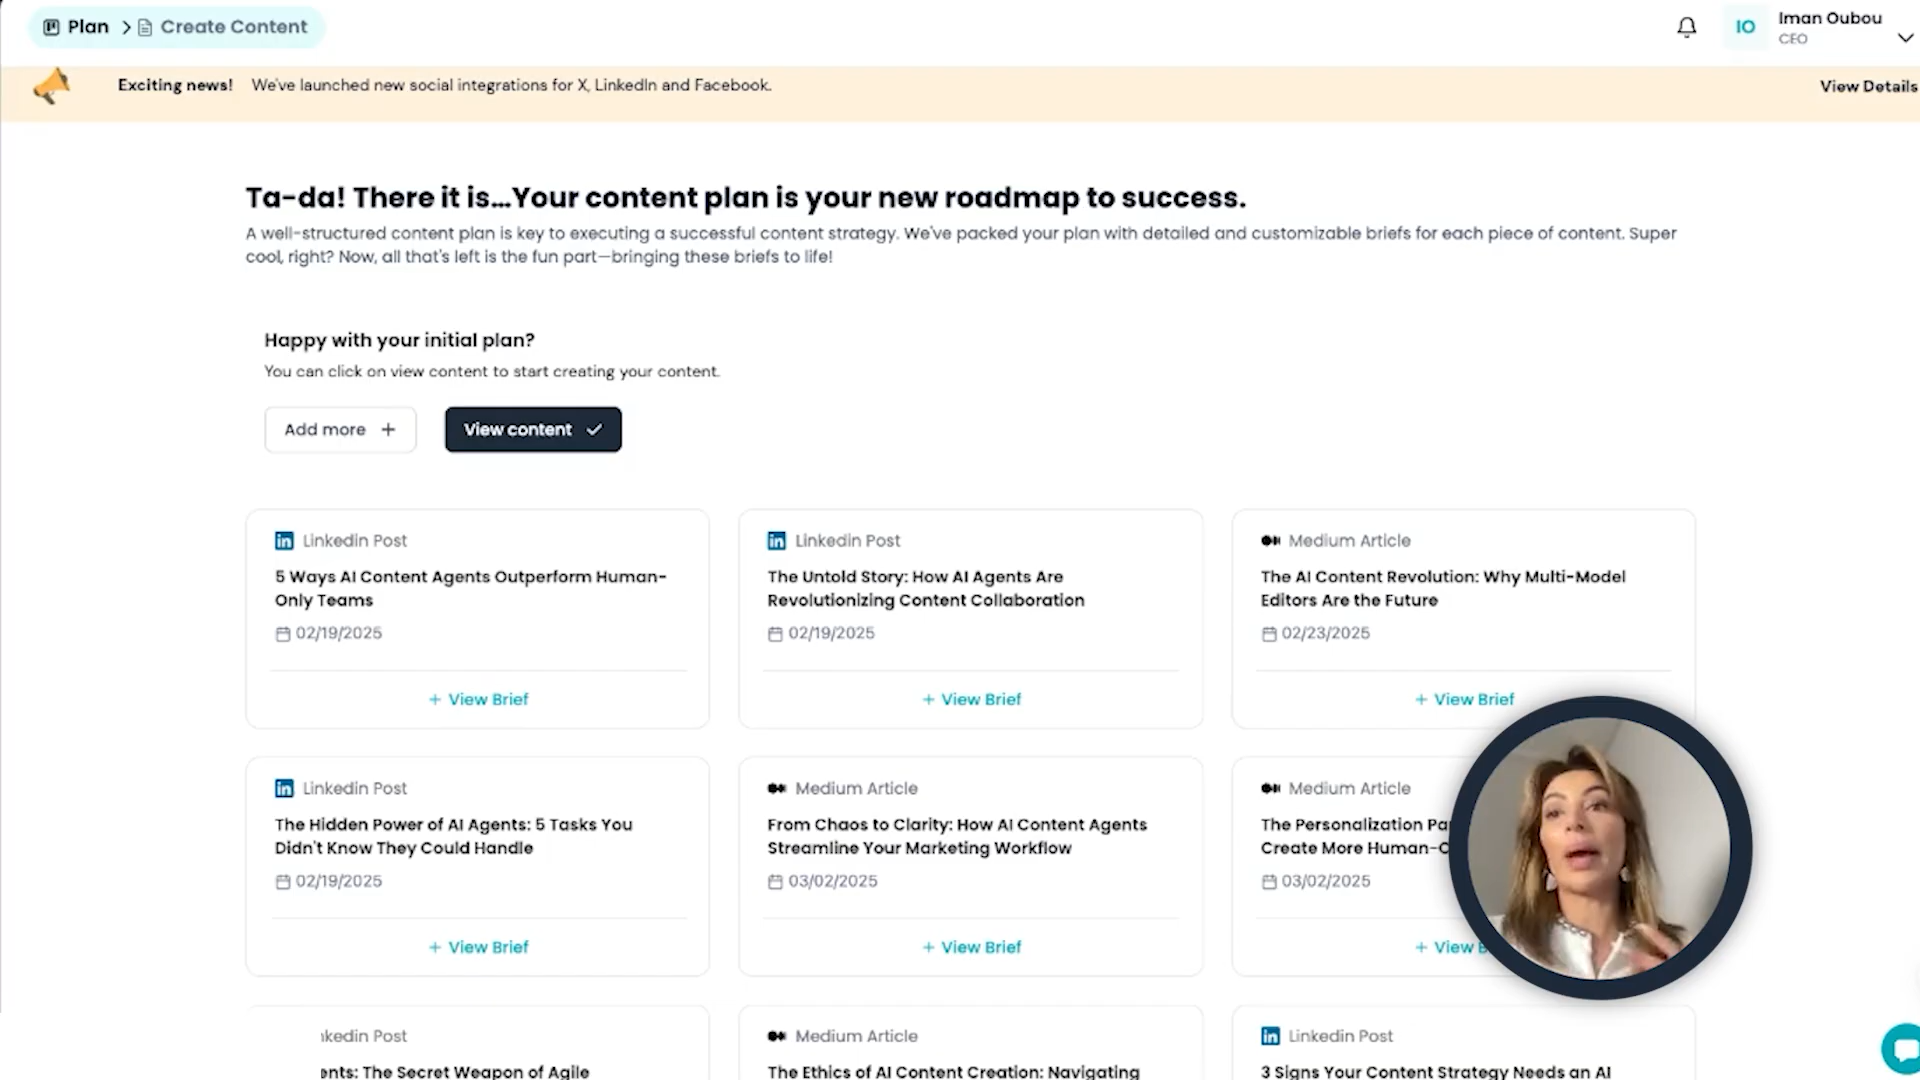 Plan > Create Content
IO
Iman Oubou
CEO
Exciting news! We've launched new social integrations for X, LinkedIn and Facebook.
View Details
Ta-da! There it is...Your content plan is your new roadmap to success.
A well-structured content plan is key to executing a successful content strategy. We've packed your plan with detailed and customizable briefs for each piece of content. Super
cool, right? Now, all that's left is the fun part—bringing these briefs to life!
Happy with your initial plan?
You can click on view content to start creating your content.
Add more +
View content
Linkedin Post
5 Ways AI Content Agents Outperform Human-
Only Teams
02/19/2025
+ View Brief
Linkedin Post
The Untold Story: How AI Agents Are
Revolutionizing Content Collaboration
02/19/2025
+ View Brief
Medium Article
The AI Content Revolution: Why Multi-Model
Editors Are the Future
02/23/2025
+ View Brief
Linkedin Post
The Hidden Power of AI Agents: 5 Tasks You
Didn't Know They Could Handle
02/19/2025
+ View Brief
Medium Article
From Chaos to Clarity: How AI Content Agents
Streamline Your Marketing Workflow
03/02/2025
+ View Brief
Medium Article
The Personalization
Create More
03/02/2025
+ View
Post
The Secret Weapon of Agile
Medium Article
The Ethics of AI Content Creation: Navigating
Linkedin Post
3 Signs Your Content Strategy Needs an AI